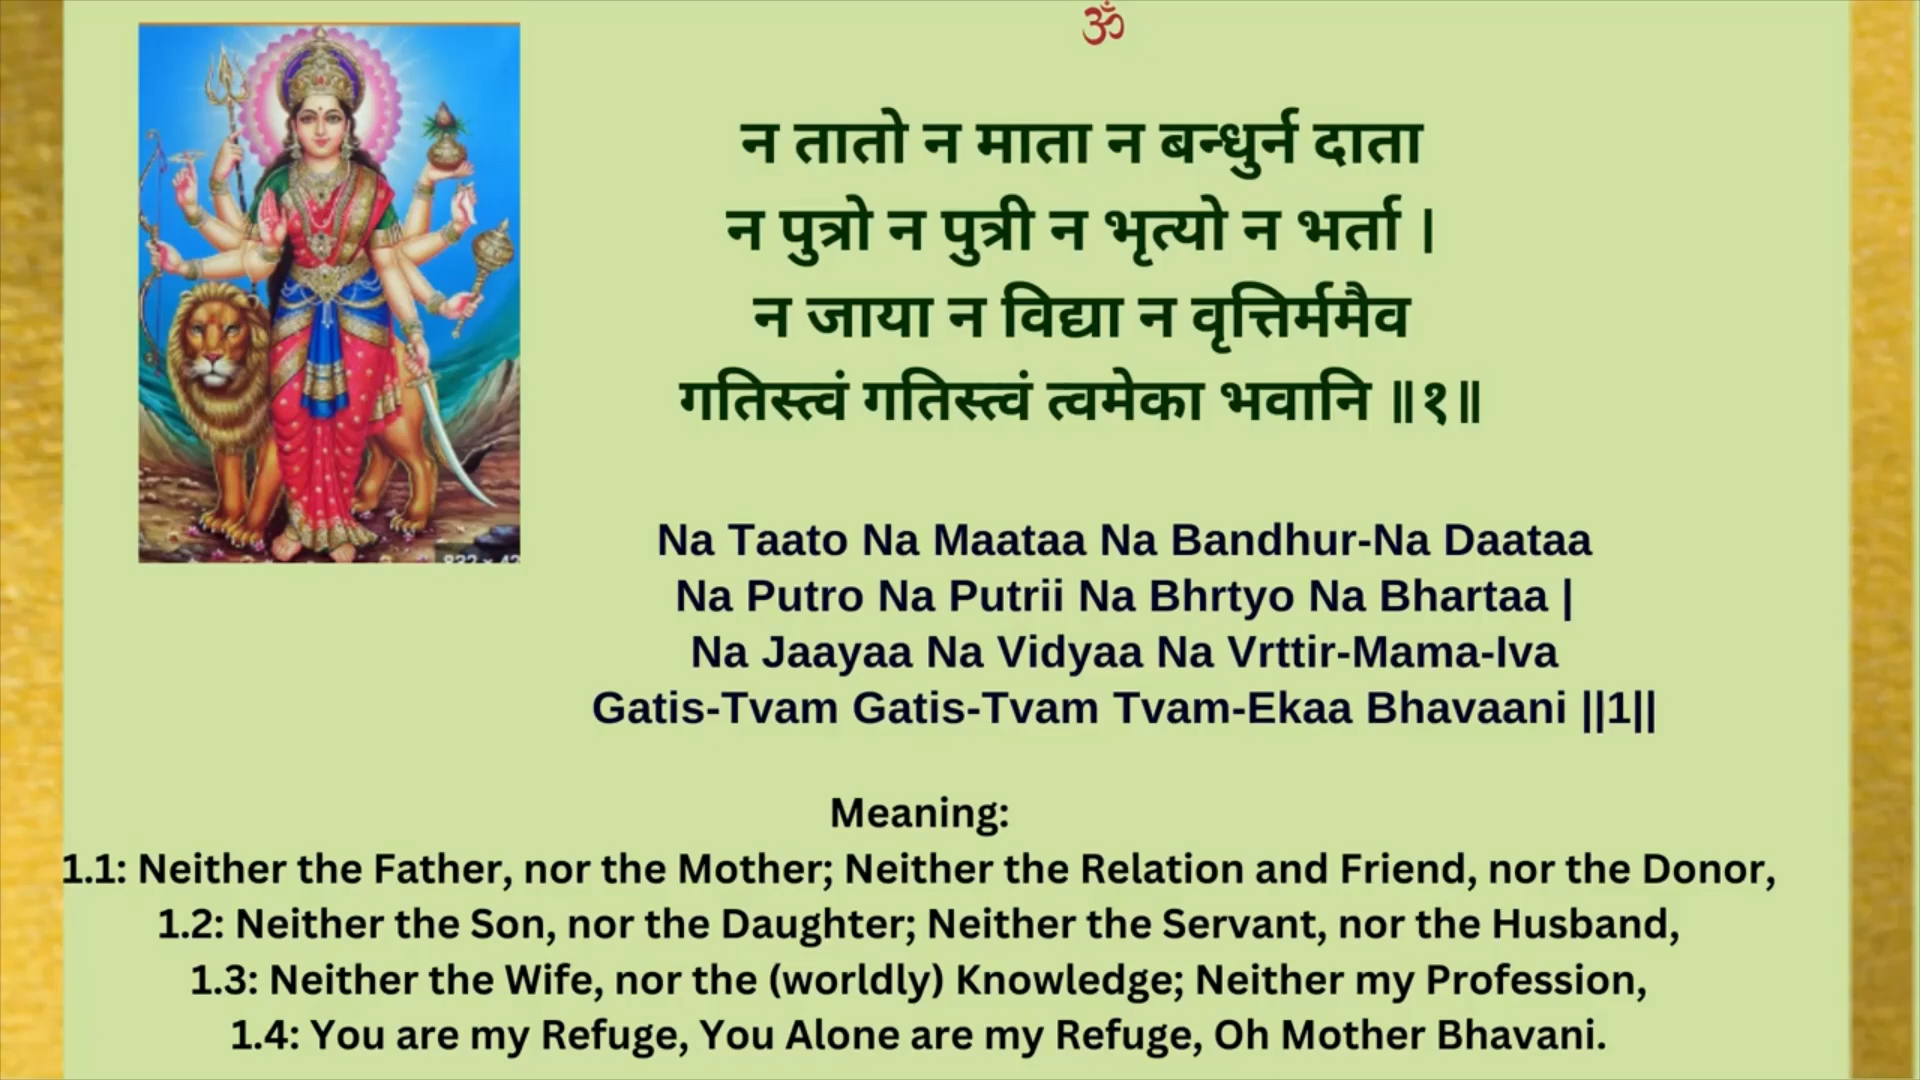 ॐ
न तातो न माता न बन्धुर्न दाता
न पुत्रो न पुत्री न भृत्यो न भर्ता ।
न जाया न विद्या न वृत्तिर्ममैव
गतिस्त्वं गतिस्त्वं त्वमेका भवानि ॥१॥
Na Taato Na Maataa Na Bandhur-Na Daataa
Na Putro Na Putrii Na Bhrtyo Na Bhartaa |
Na Jaayaa Na Vidyaa Na Vrttir-Mama-Iva
Gatis-Tvam Gatis-Tvam Tvam-Ekaa Bhavaani ||1||
Meaning:
1.1: Neither the Father, nor the Mother; Neither the Relation and Friend, nor the Donor,
1.2: Neither the Son, nor the Daughter; Neither the Servant, nor the Husband,
1.3: Neither the Wife, nor the (worldly) Knowledge; Neither my Profession,
1.4: You are my Refuge, You Alone are my Refuge, Oh Mother Bhavani.